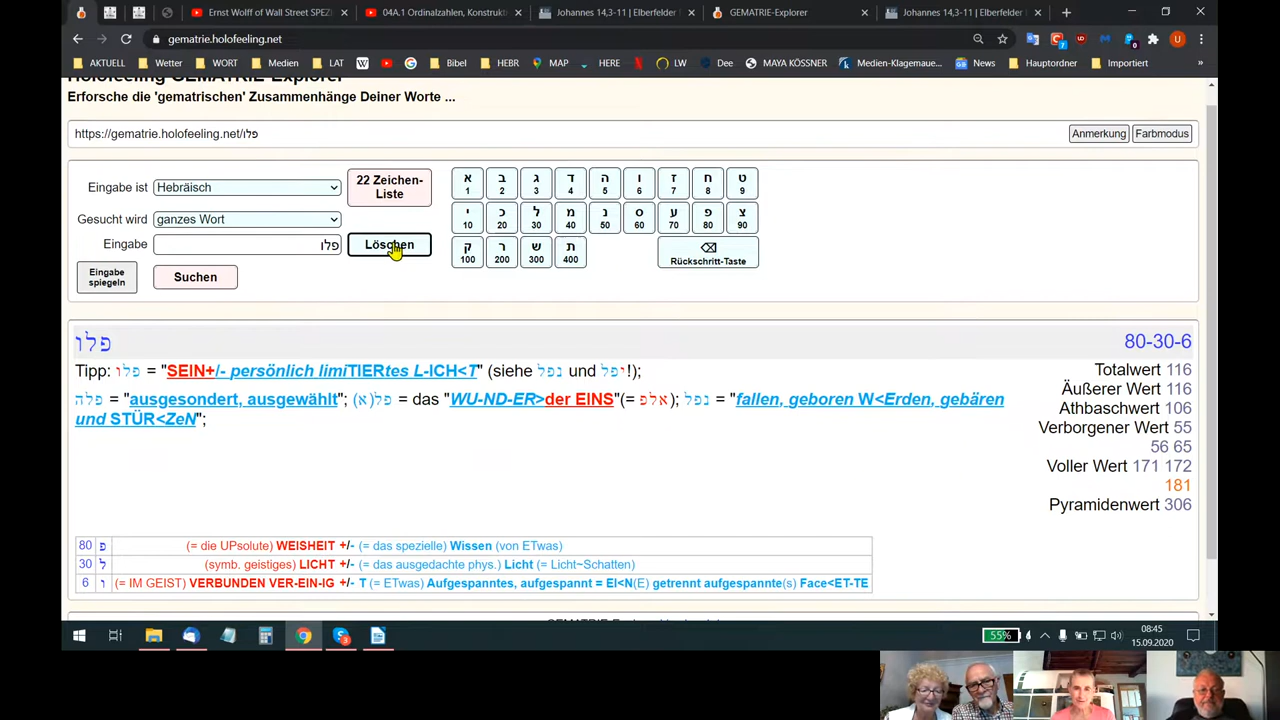 Ernst Wolff of Wall Street SPEZ
04A.1 Ordinalzahlen, Konstrukt
Johannes 14,3-11 | Elberfelder
GEMATRIE-Explorer
Johannes 14,3-11 | Elberfelder
gematrie.holofeeling.net
AKTUELL Wetter WORT Medien LAT Bibel HEBR MAP HERE LW Dee MAYA KÖSSNER Medien-Klagemaue... News Hauptordner Importiert
Holofeeling GEMATRIE-Explorer
Erforsche die 'gematrischen' Zusammenhänge Deiner Worte ...
https://gematrie.holofeeling.net/פלו
Anmerkung Farbmodus
Eingabe ist Hebräisch
22 Zeichen-Liste
Gesucht wird ganzes Wort
Eingabe פלו Löschen
Eingabe spiegeln
Suchen
א ב ג ד ה ו ז ח ט
1 2 3 4 5 6 7 8 9
י כ ל מ נ ס ע פ צ
10 20 30 40 50 60 70 80 90
ק ר ש ת ⌫
100 200 300 400 Rückschritt-Taste
פלו 80-30-6
Tipp: פלו = "SEIN+/- persönlich limiTIERtes L-ICH<T" (siehe נפל und יפל!);
פלה = "ausgesondert, ausgewählt"; פל(א) = das "WU-ND-ER>der EINS"(= אלפ); נפל = "fallen, geboren W<Erden, gebären
und STÜR<ZeN";
Totalwert 116
Äußerer Wert 116
Athbaschwert 106
Verborgener Wert 55
56 65
Voller Wert 171 172
181
Pyramidenwert 306
80 פ (= die UPsolute) WEISHEIT +/- (= das spezielle) Wissen (von ETwas)
30 ל (symb. geistiges) LICHT +/- (= das ausgedachte phys.) Licht (= Licht~Schatten)
6 ו (= IM GEIST) VERBUNDEN VER-EIN-IG +/- T (= ETwas) Aufgespanntes, aufgespannt = EI<N(E) getrennt aufgespannte(s) Face<ET-TE
55%
08:45
15.09.2020